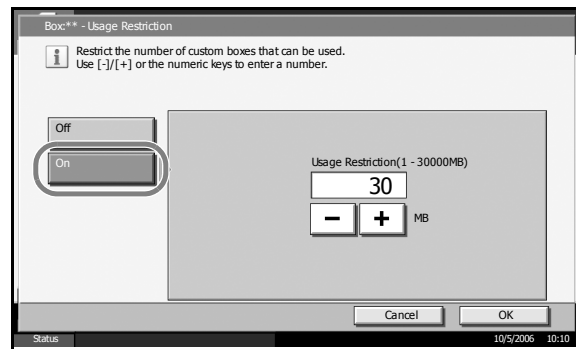 Box:** - Usage Restriction
Restrict the number of custom boxes that can be used.
Use [-]/[+] or the numeric keys to enter a number.
Off
On
Usage Restriction(1 - 30000MB)
30
− + MB
Cancel OK
Status 10/5/2006 10:10